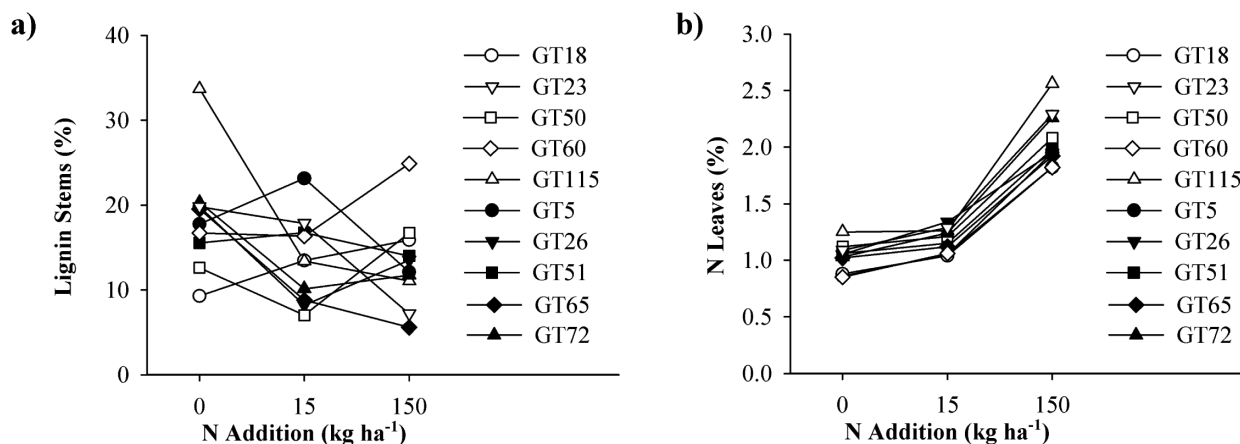 a)
Lignin Stems (%)
40
30
20
10
0
0 15 150
N Addition (kg ha⁻¹)
GT18
GT23
GT50
GT60
GT115
GT5
GT26
GT51
GT65
GT72
b)
N Leaves (%)
3.0
2.5
2.0
1.5
1.0
0.5
0.0
0 15 150
N Addition (kg ha⁻¹)
GT18
GT23
GT50
GT60
GT115
GT5
GT26
GT51
GT65
GT72